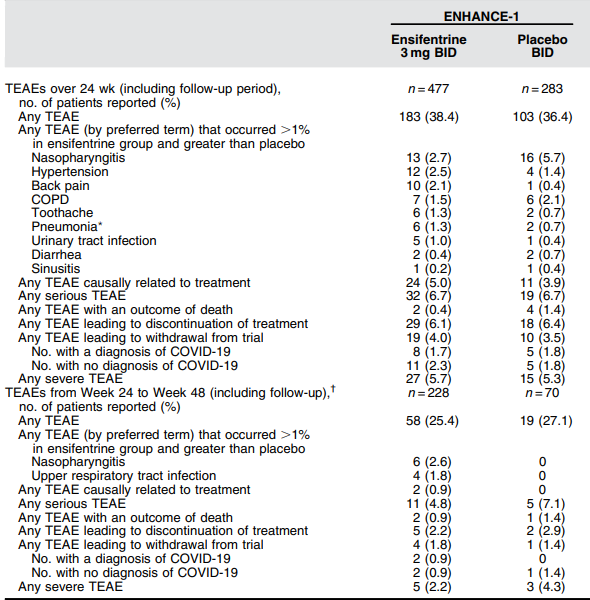 ENHANCE-1
Ensifentrine 3 mg BID Placebo BID
TEAEs over 24 wk (including follow-up period), n = 477 n = 283
no. of patients reported (%)
Any TEAE 183 (38.4) 103 (36.4)
Any TEAE (by preferred term) that occurred >1%
in ensifentrine group and greater than placebo
Nasopharyngitis 13 (2.7) 16 (5.7)
Hypertension 12 (2.5) 4 (1.4)
Back pain 10 (2.1) 1 (0.4)
COPD 7 (1.5) 6 (2.1)
Toothache 6 (1.3) 2 (0.7)
Pneumonia* 6 (1.3) 2 (0.7)
Urinary tract infection 5 (1.0) 1 (0.4)
Diarrhea 2 (0.4) 2 (0.7)
Sinusitis 1 (0.2) 1 (0.4)
Any TEAE causally related to treatment 24 (5.0) 11 (3.9)
Any serious TEAE 32 (6.7) 19 (6.7)
Any TEAE with an outcome of death 2 (0.4) 4 (1.4)
Any TEAE leading to discontinuation of treatment 29 (6.1) 18 (6.4)
Any TEAE leading to withdrawal from trial 19 (4.0) 10 (3.5)
No. with a diagnosis of COVID-19 8 (1.7) 5 (1.8)
No. with no diagnosis of COVID-19 11 (2.3) 5 (1.8)
Any severe TEAE 27 (5.7) 15 (5.3)
TEAEs from Week 24 to Week 48 (including follow-up),† n = 228 n = 70
no. of patients reported (%)
Any TEAE 58 (25.4) 19 (27.1)
Any TEAE (by preferred term) that occurred >1%
in ensifentrine group and greater than placebo
Nasopharyngitis 6 (2.6) 0
Upper respiratory tract infection 4 (1.8) 0
Any TEAE causally related to treatment 2 (0.9) 0
Any serious TEAE 11 (4.8) 5 (7.1)
Any TEAE with an outcome of death 2 (0.9) 1 (1.4)
Any TEAE leading to discontinuation of treatment 5 (2.2) 2 (2.9)
Any TEAE leading to withdrawal from trial 4 (1.8) 1 (1.4)
No. with a diagnosis of COVID-19 2 (0.9) 0
No. with no diagnosis of COVID-19 2 (0.9) 1 (1.4)
Any severe TEAE 5 (2.2) 3 (4.3)